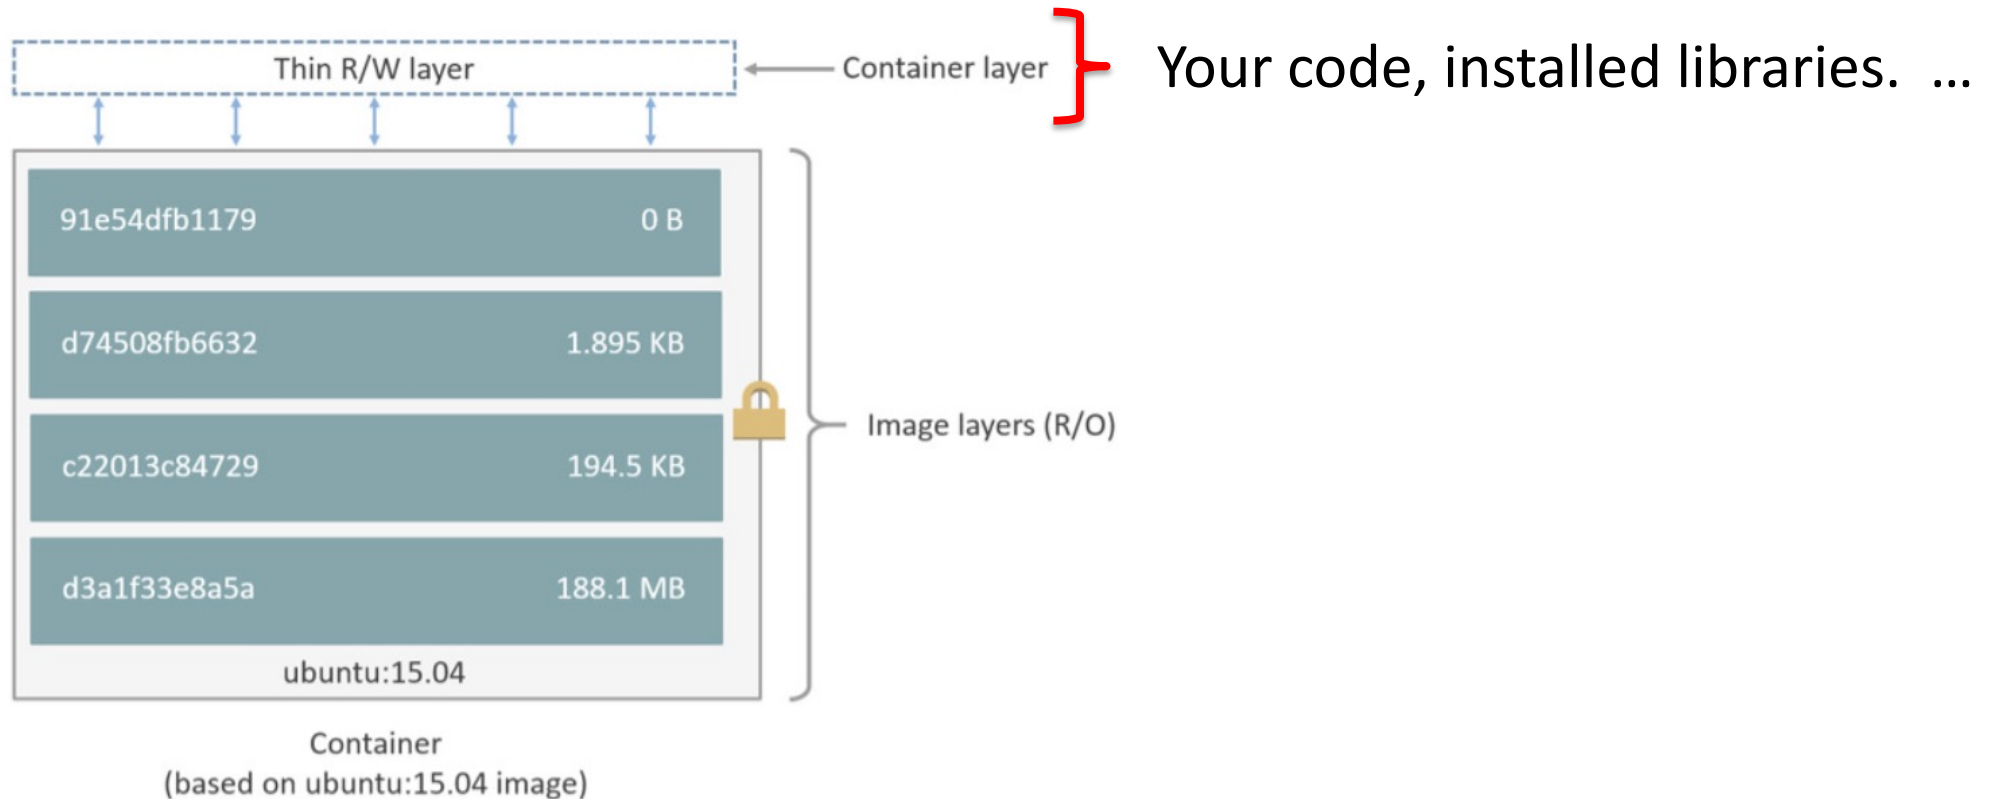 Thin R/W layer
Container layer
Your code, installed libraries. …
91e54dfb1179 0 B
d74508fb6632 1.895 KB
c22013c84729 194.5 KB
Image layers (R/O)
d3a1f33e8a5a 188.1 MB
ubuntu:15.04
Container
(based on ubuntu:15.04 image)